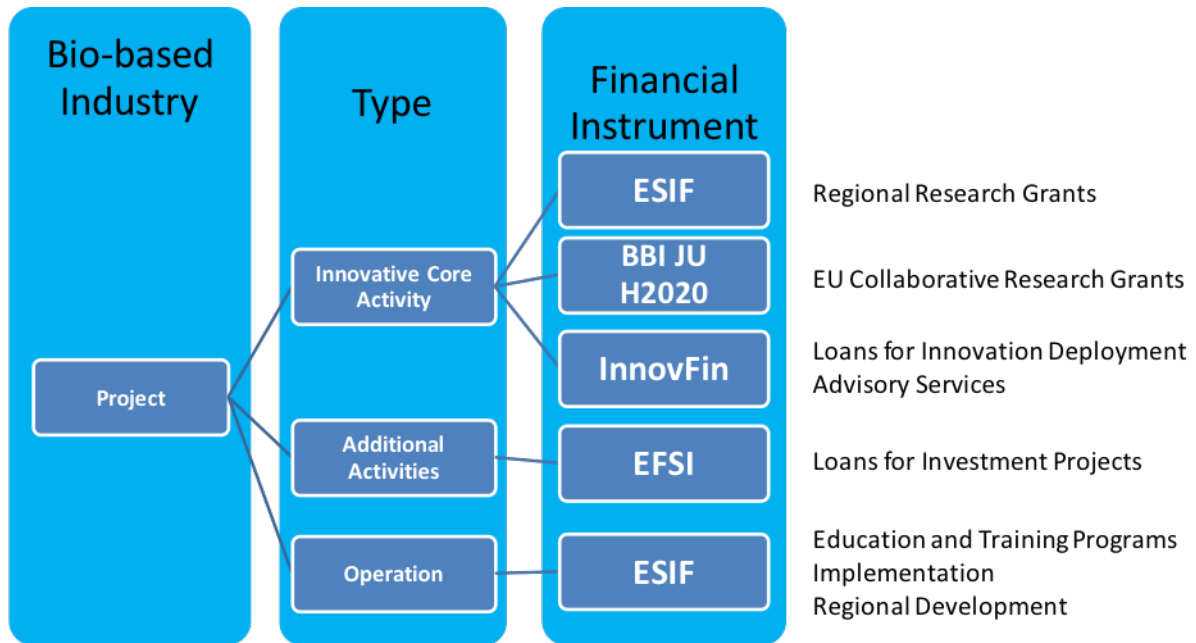 Bio-based
Industry
Type
Financial
Instrument
Project
Innovative Core
Activity
Additional
Activities
Operation
ESIF
BBI JU
H2020
InnovFin
EFSI
ESIF
Regional Research Grants
EU Collaborative Research Grants
Loans for Innovation Deployment
Advisory Services
Loans for Investment Projects
Education and Training Programs
Implementation
Regional Development